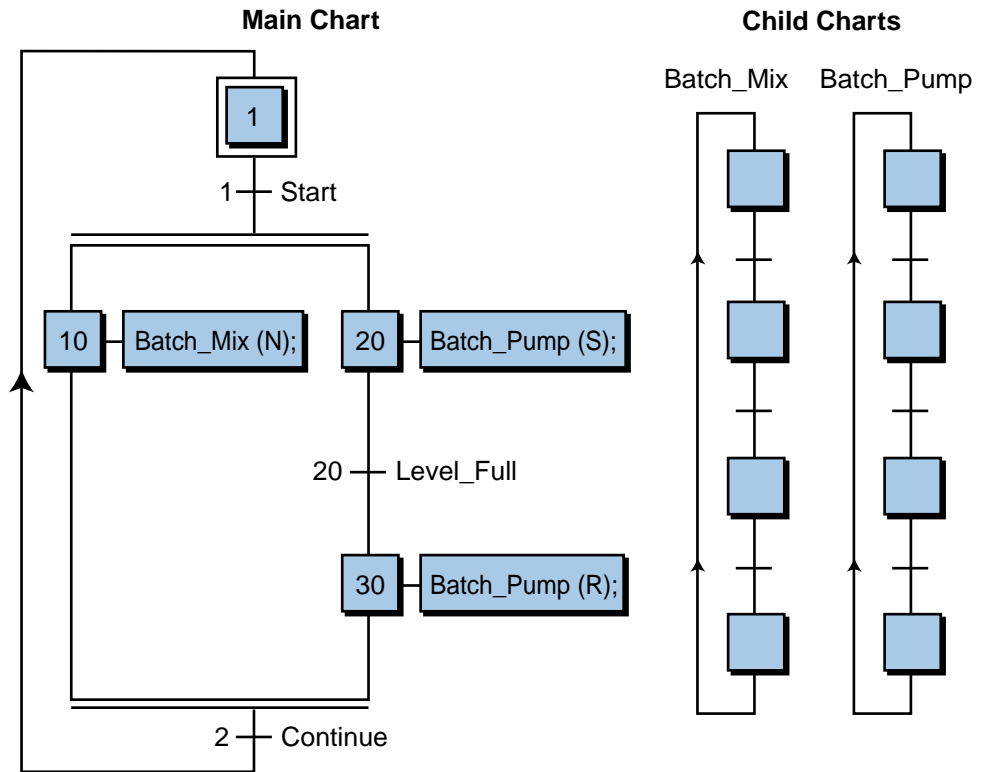 Main Chart
Child Charts
Batch_Mix
Batch_Pump
1
1
Start
10
Batch_Mix (N);
20
Batch_Pump (S);
20
Level_Full
30
Batch_Pump (R);
2
Continue